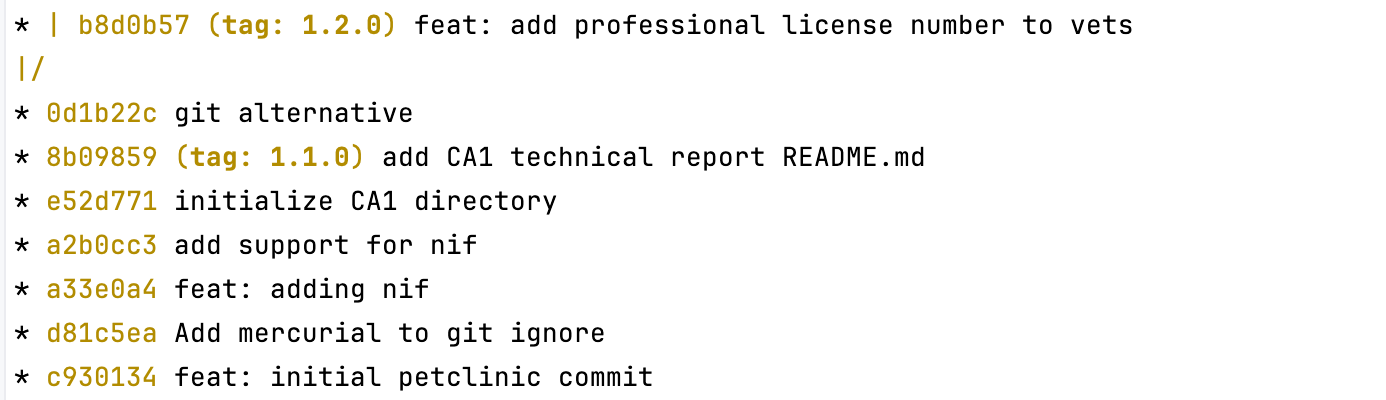 * | b8d0b57 (tag: 1.2.0) feat: add professional license number to vets
|/
* 0d1b22c git alternative
* 8b09859 (tag: 1.1.0) add CA1 technical report README.md
* e52d771 initialize CA1 directory
* a2b0cc3 add support for nif
* a33e0a4 feat: adding nif
* d81c5ea Add mercurial to git ignore
* c930134 feat: initial petclinic commit